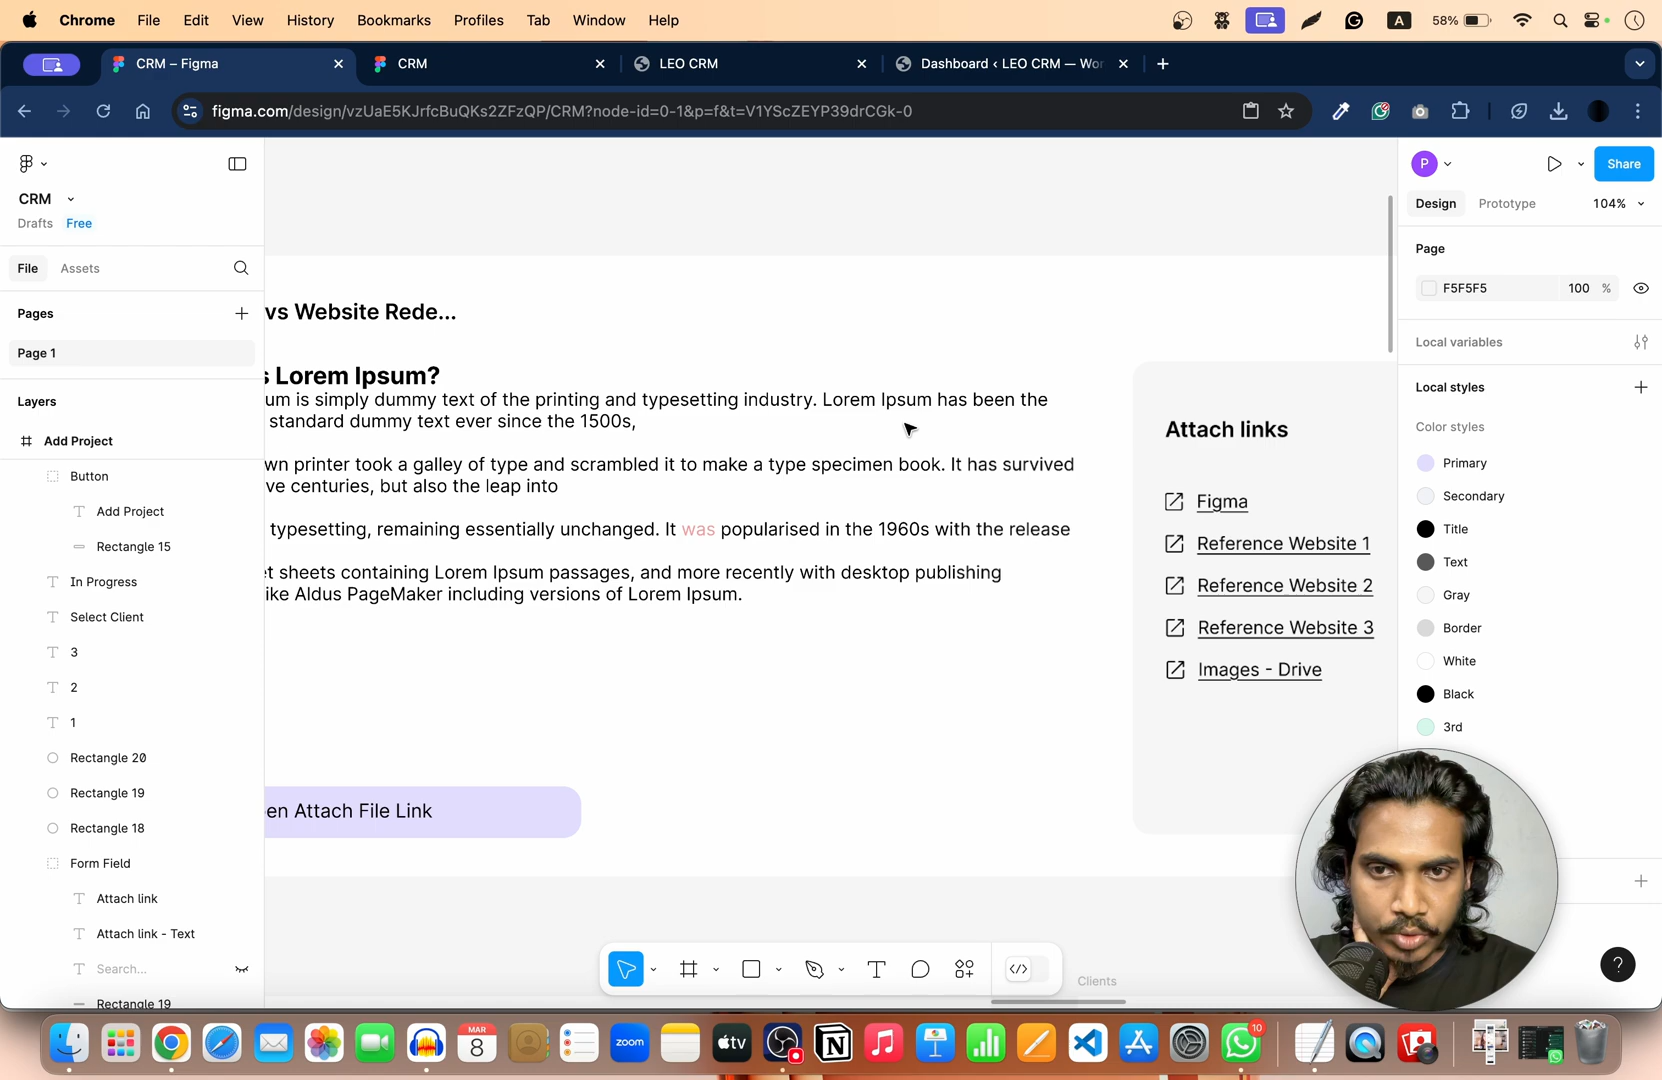 Chrome File Edit View History Bookmarks Profiles Tab Window Help
A 58%
CRM – Figma CRM LEO CRM Dashboard ‹ LEO CRM — Wor
figma.com/design/vzUaE5KJrfcBuQKs2ZFzQP/CRM?node-id=0-1&p=f&t=V1YScZEYP39drCGk-0
CRM
Drafts Free
File Assets
Pages
Page 1
Layers
Add Project
Button
Add Project
Rectangle 15
In Progress
Select Client
3
2
1
Rectangle 20
Rectangle 19
Rectangle 18
Form Field
Attach link
Attach link - Text
Search...
Rectangle 19
vs Website Rede...
s Lorem Ipsum?
um is simply dummy text of the printing and typesetting industry. Lorem Ipsum has been the
standard dummy text ever since the 1500s,
wn printer took a galley of type and scrambled it to make a type specimen book. It has survived
ve centuries, but also the leap into
typesetting, remaining essentially unchanged. It was popularised in the 1960s with the release
et sheets containing Lorem Ipsum passages, and more recently with desktop publishing
ike Aldus PageMaker including versions of Lorem Ipsum.
en Attach File Link
Attach links
Figma
Reference Website 1
Reference Website 2
Reference Website 3
Images - Drive
Clients
P Share
Design Prototype 104%
Page
F5F5F5 100 %
Local variables
Local styles
Color styles
Primary
Secondary
Title
Text
Gray
Border
White
Black
3rd
?
MAR
8
zoom
tv
10